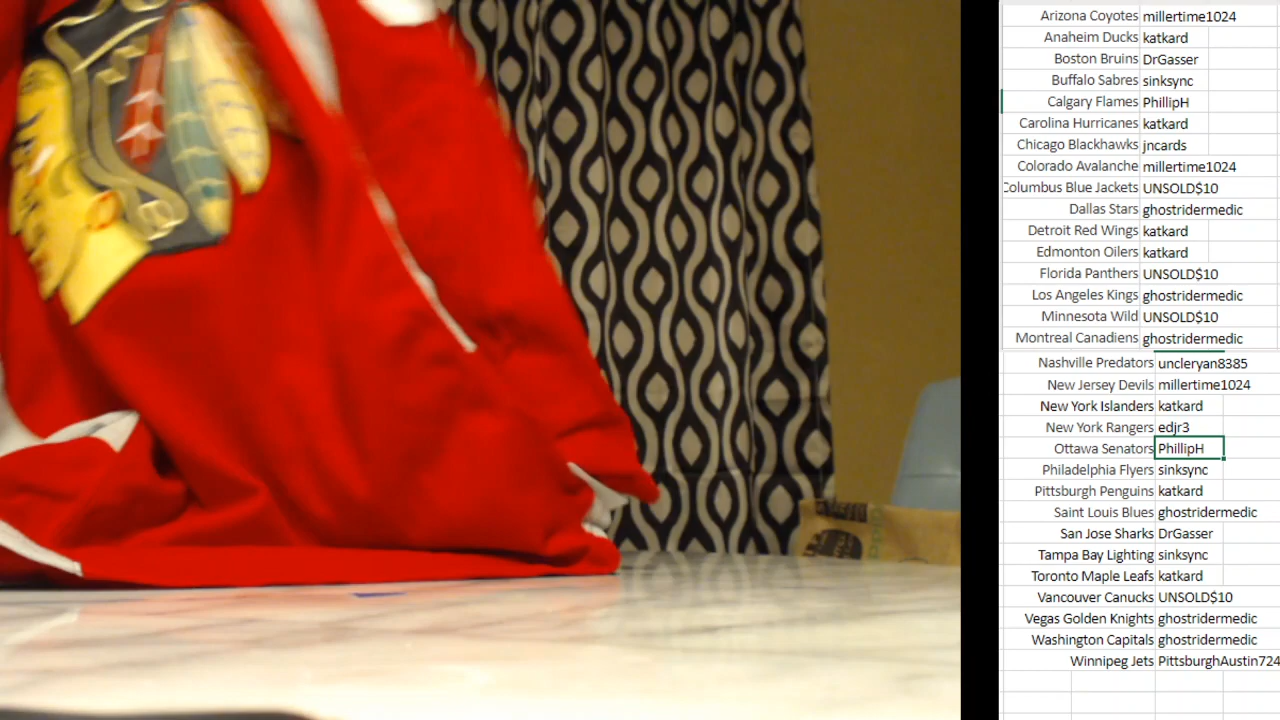 Arizona Coyotes millertime1024
Anaheim Ducks katkard
Boston Bruins DrGasser
Buffalo Sabres sinksync
Calgary Flames PhillipH
Carolina Hurricanes katkard
Chicago Blackhawks jncards
Colorado Avalanche millertime1024
Columbus Blue Jackets UNSOLD$10
Dallas Stars ghostridermedic
Detroit Red Wings katkard
Edmonton Oilers katkard
Florida Panthers UNSOLD$10
Los Angeles Kings ghostridermedic
Minnesota Wild UNSOLD$10
Montreal Canadiens ghostridermedic
Nashville Predators uncleryan8385
New Jersey Devils millertime1024
New York Islanders katkard
New York Rangers edjr3
Ottawa Senators PhillipH
Philadelphia Flyers sinksync
Pittsburgh Penguins katkard
Saint Louis Blues ghostridermedic
San Jose Sharks DrGasser
Tampa Bay Lighting sinksync
Toronto Maple Leafs katkard
Vancouver Canucks UNSOLD$10
Vegas Golden Knights ghostridermedic
Washington Capitals ghostridermedic
Winnipeg Jets PittsburghAustin724